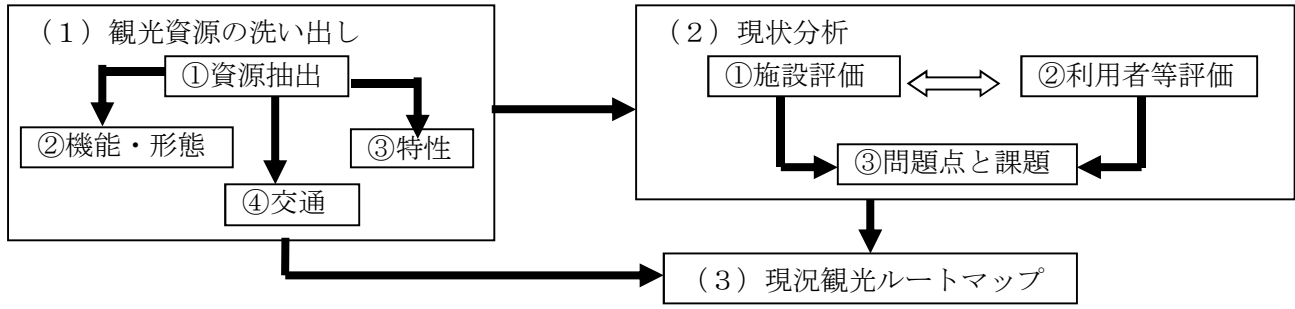 （１）観光資源の洗い出し
①資源抽出
②機能・形態
③特性
④交通
（２）現状分析
①施設評価
②利用者等評価
③問題点と課題
（３）現況観光ルートマップ